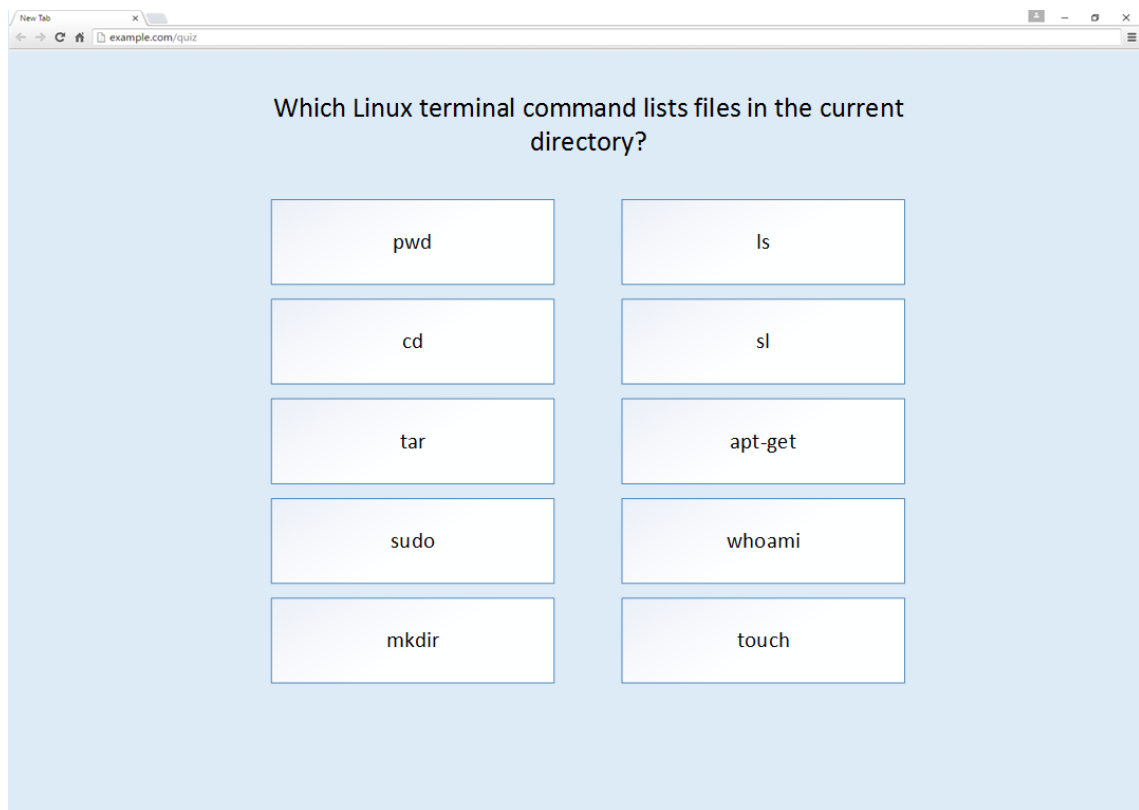 New Tab
example.com/quiz
Which Linux terminal command lists files in the current
directory?
pwd
ls
cd
sl
tar
apt-get
sudo
whoami
mkdir
touch